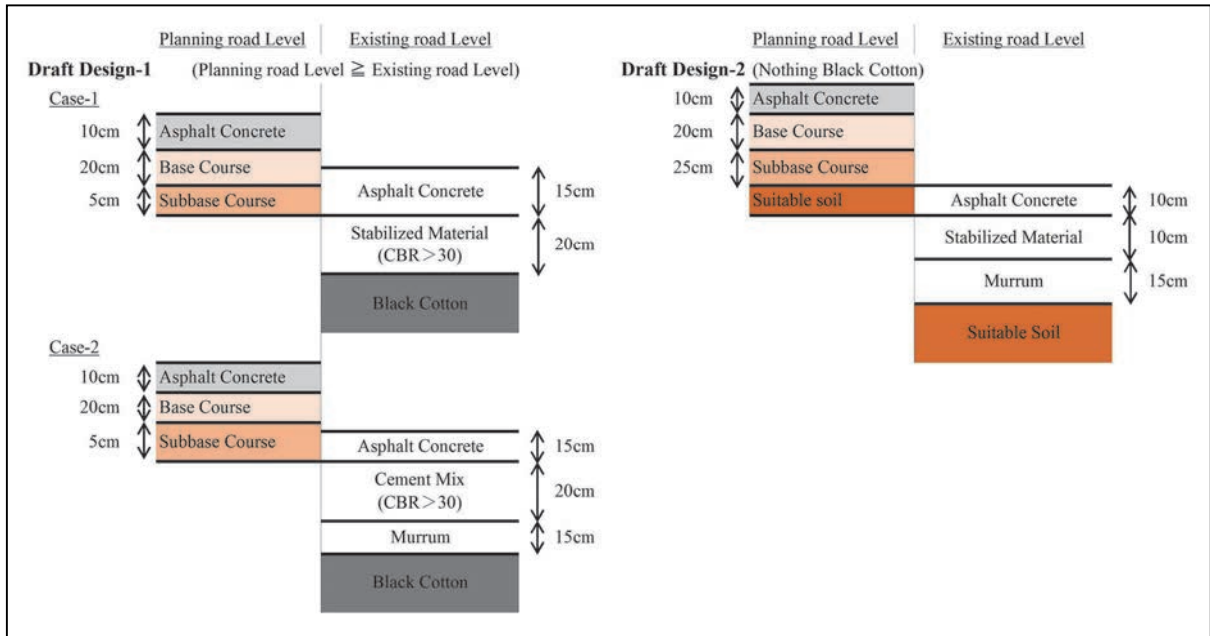 Planning road Level Existing road Level
Draft Design-1 (Planning road Level ≧ Existing road Level)
Case-1
10cm Asphalt Concrete
20cm Base Course
5cm Subbase Course
Asphalt Concrete 15cm
Stabilized Material
(CBR＞30)
20cm
Black Cotton
Case-2
10cm Asphalt Concrete
20cm Base Course
5cm Subbase Course
Asphalt Concrete 15cm
Cement Mix
(CBR＞30)
20cm
Murrum 15cm
Black Cotton
Planning road Level Existing road Level
Draft Design-2 (Nothing Black Cotton)
10cm Asphalt Concrete
20cm Base Course
25cm Subbase Course
Suitable soil
Asphalt Concrete 10cm
Stabilized Material 10cm
Murrum 15cm
Suitable Soil